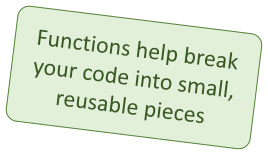 Functions help break
your code into small,
reusable pieces